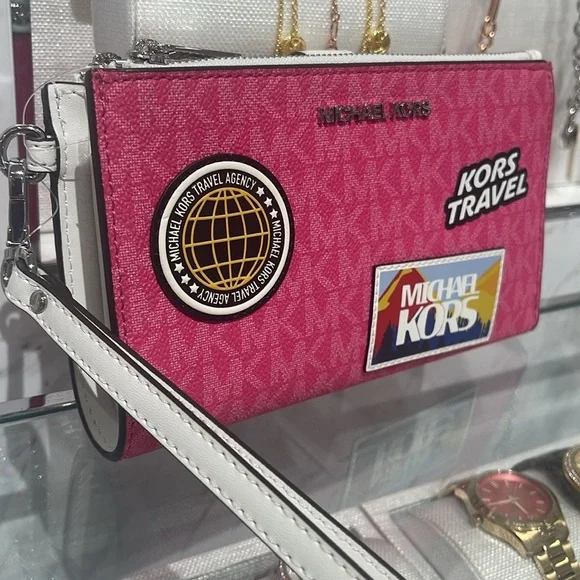 MICHAEL KORS
MICHAEL KORS TRAVEL AGENCY
MICHAEL KORS TRAVEL AGENCY
KORS
TRAVEL
MICHAEL
KORS